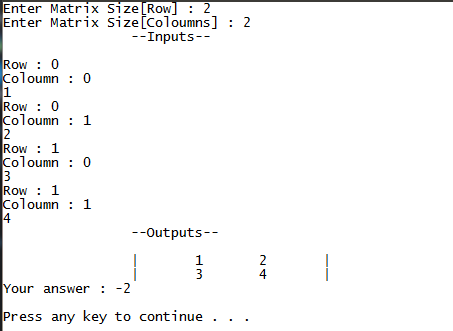 Enter Matrix Size[Row] : 2
Enter Matrix Size[Coloumns] : 2
--Inputs--
Row : 0
Coloumn : 0
1
Row : 0
Coloumn : 1
2
Row : 1
Coloumn : 0
3
Row : 1
Coloumn : 1
4
--Outputs--
| 1 2 |
| 3 4 |
Your answer : -2
Press any key to continue . . .